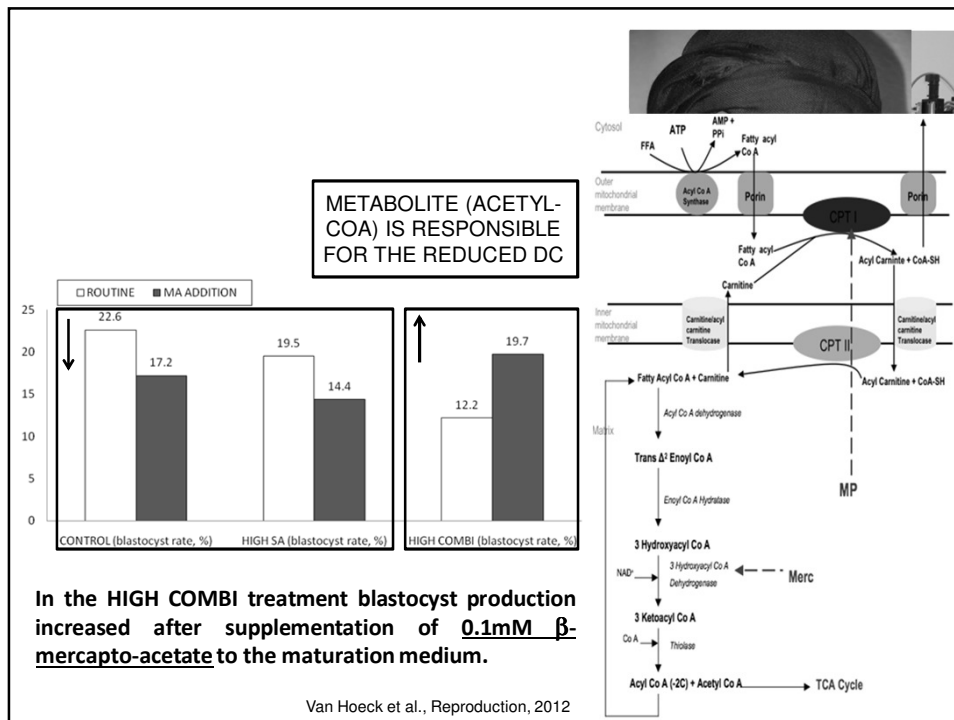 METABOLITE (ACETYL-
COA) IS RESPONSIBLE
FOR THE REDUCED DC
ROUTINE MA ADDITION
25
20
15
10
5
0
22.6
17.2
19.5
14.4
12.2
19.7
CONTROL (blastocyst rate, %) HIGH SA (blastocyst rate, %) HIGH COMBI (blastocyst rate, %)
In the HIGH COMBI treatment blastocyst production
increased after supplementation of 0.1mM β-
mercapto-acetate to the maturation medium.
Van Hoeck et al., Reproduction, 2012
Cytosol
FFA
ATP
AMP +
PPi
Fatty acyl
Co A
Outer
mitochondrial
membrane
Acyl Co A
Synthase
Porin
CPT I
Porin
Fatty acyl
Co A
Acyl Carninte + CoA-SH
Carnitine
Inner
mitochondrial
membrane
Carnitine/acyl
carnitine
Translocase
CPT II
Carnitine/acyl
carnitine
Translocase
Fatty Acyl Co A + Carnitine
Acyl Carnitine + CoA-SH
Matrix
Acyl Co A dehydrogenase
Trans Δ² Enoyl Co A
Enoyl Co A Hydratase
MP
3 Hydroxyacyl Co A
NAD⁺
3 Hydroxyacyl Co A
Dehydrogenase
Merc
3 Ketoacyl Co A
Co A
Thiolase
Acyl Co A (-2C) + Acetyl Co A
TCA Cycle